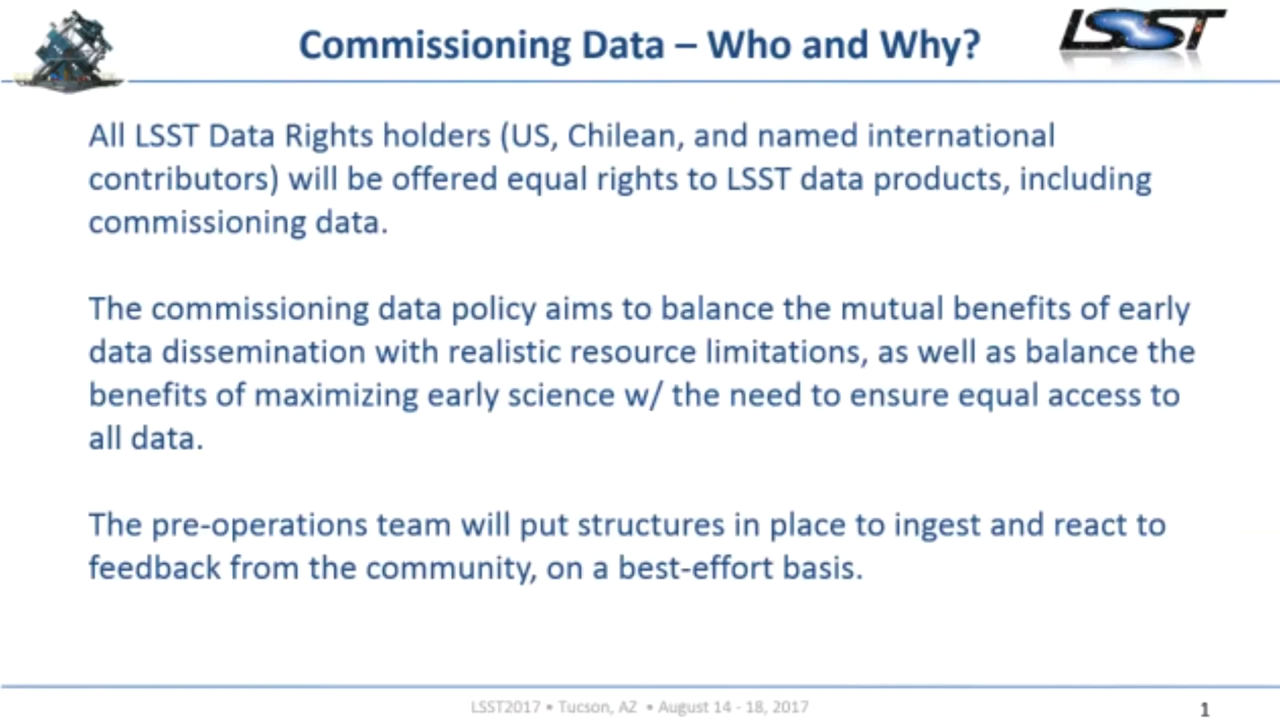 Commissioning Data – Who and Why?
LSST
All LSST Data Rights holders (US, Chilean, and named international
contributors) will be offered equal rights to LSST data products, including
commissioning data.
The commissioning data policy aims to balance the mutual benefits of early
data dissemination with realistic resource limitations, as well as balance the
benefits of maximizing early science w/ the need to ensure equal access to
all data.
The pre-operations team will put structures in place to ingest and react to
feedback from the community, on a best-effort basis.
LSST2017 • Tucson, AZ • August 14 - 18, 2017
1